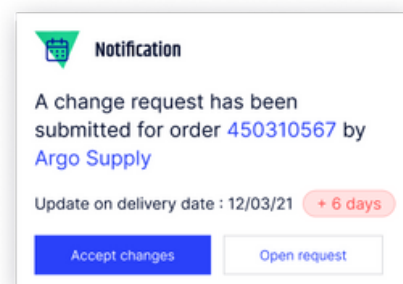 Notification
A change request has been
submitted for order 450310567 by
Argo Supply
Update on delivery date : 12/03/21 + 6 days
Accept changes Open request